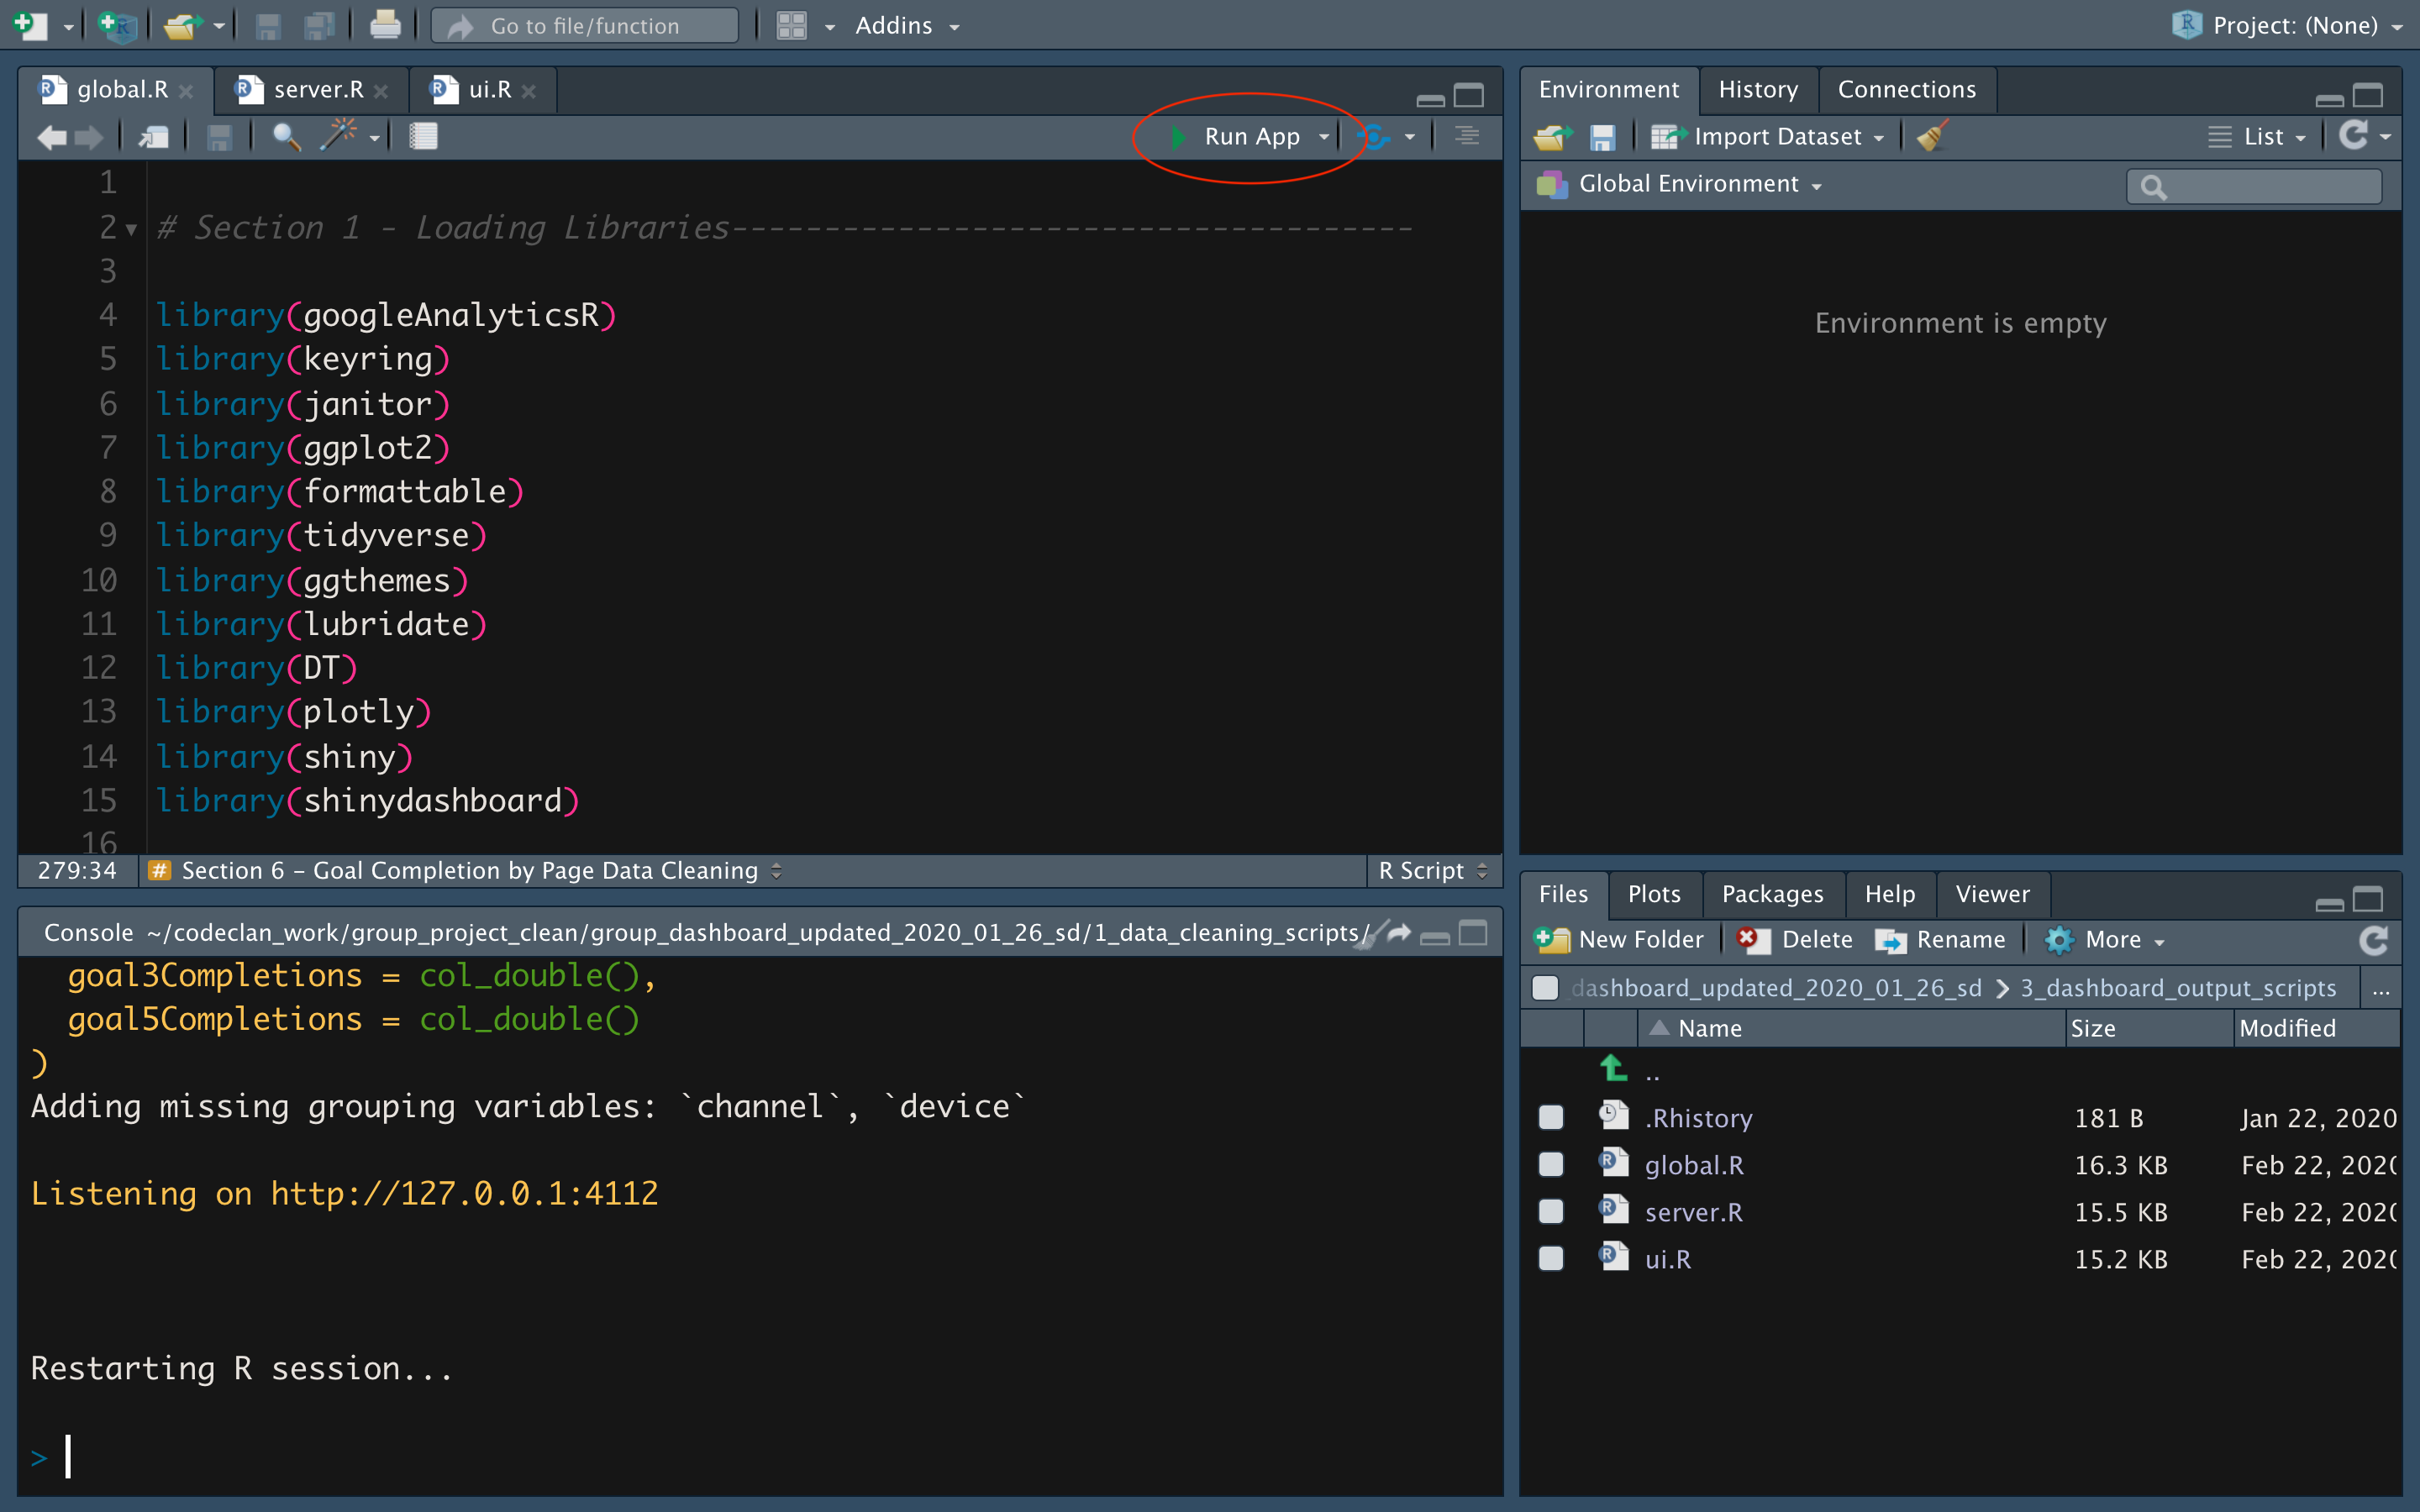 Go to file/function
Addins
Project: (None)
global.R
server.R
ui.R
Run App
1
2 # Section 1 - Loading Libraries-------------------------------------
3
4 library(googleAnalyticsR)
5 library(keyring)
6 library(janitor)
7 library(ggplot2)
8 library(formattable)
9 library(tidyverse)
10 library(ggthemes)
11 library(lubridate)
12 library(DT)
13 library(plotly)
14 library(shiny)
15 library(shinydashboard)
16
279:34 # Section 6 - Goal Completion by Page Data Cleaning R Script
Console ~/codeclan_work/group_project_clean/group_dashboard_updated_2020_01_26_sd/1_data_cleaning_scripts/
goal3Completions = col_double(),
goal5Completions = col_double()
)
Adding missing grouping variables: `channel`, `device`
Listening on http://127.0.0.1:4112
Restarting R session...
>
Environment History Connections
Import Dataset List
Global Environment
Environment is empty
Files Plots Packages Help Viewer
New Folder Delete Rename More
dashboard_updated_2020_01_26_sd 3_dashboard_output_scripts ...
Name Size Modified
..
.Rhistory 181 B Jan 22, 2020
global.R 16.3 KB Feb 22, 2020
server.R 15.5 KB Feb 22, 2020
ui.R 15.2 KB Feb 22, 2020